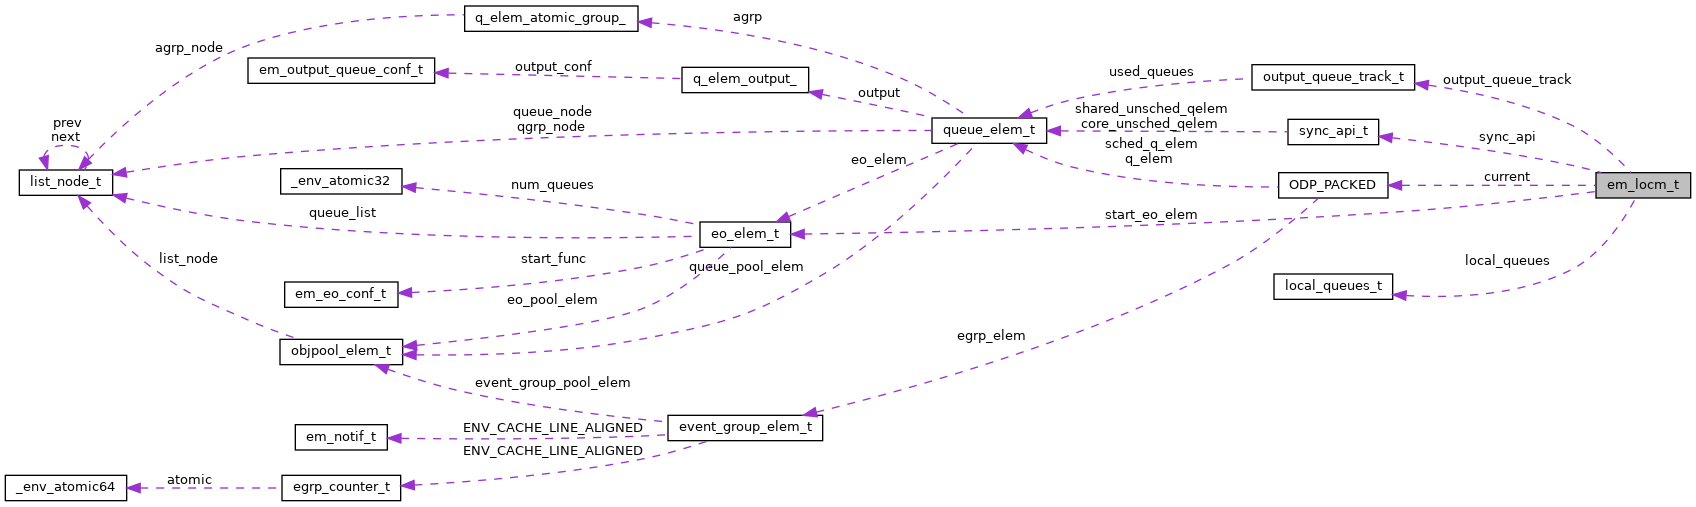 q_elem_atomic_group_
agrp
agrp_node
em_output_queue_conf_t
output_conf
q_elem_output_
output
used_queues
output_queue_track_t
output_queue_track
queue_node
qgrp_node
queue_elem_t
shared_unsched_qelem
core_unsched_qelem
sync_api_t
sync_api
prev
next
list_node_t
_env_atomic32
num_queues
eo_elem
sched_q_elem
q_elem
ODP_PACKED
current
em_locm_t
queue_list
eo_elem_t
start_eo_elem
list_node
start_func
queue_pool_elem
em_eo_conf_t
eo_pool_elem
local_queues_t
local_queues
objpool_elem_t
egrp_elem
event_group_pool_elem
em_notif_t
ENV_CACHE_LINE_ALIGNED
event_group_elem_t
ENV_CACHE_LINE_ALIGNED
_env_atomic64
atomic
egrp_counter_t